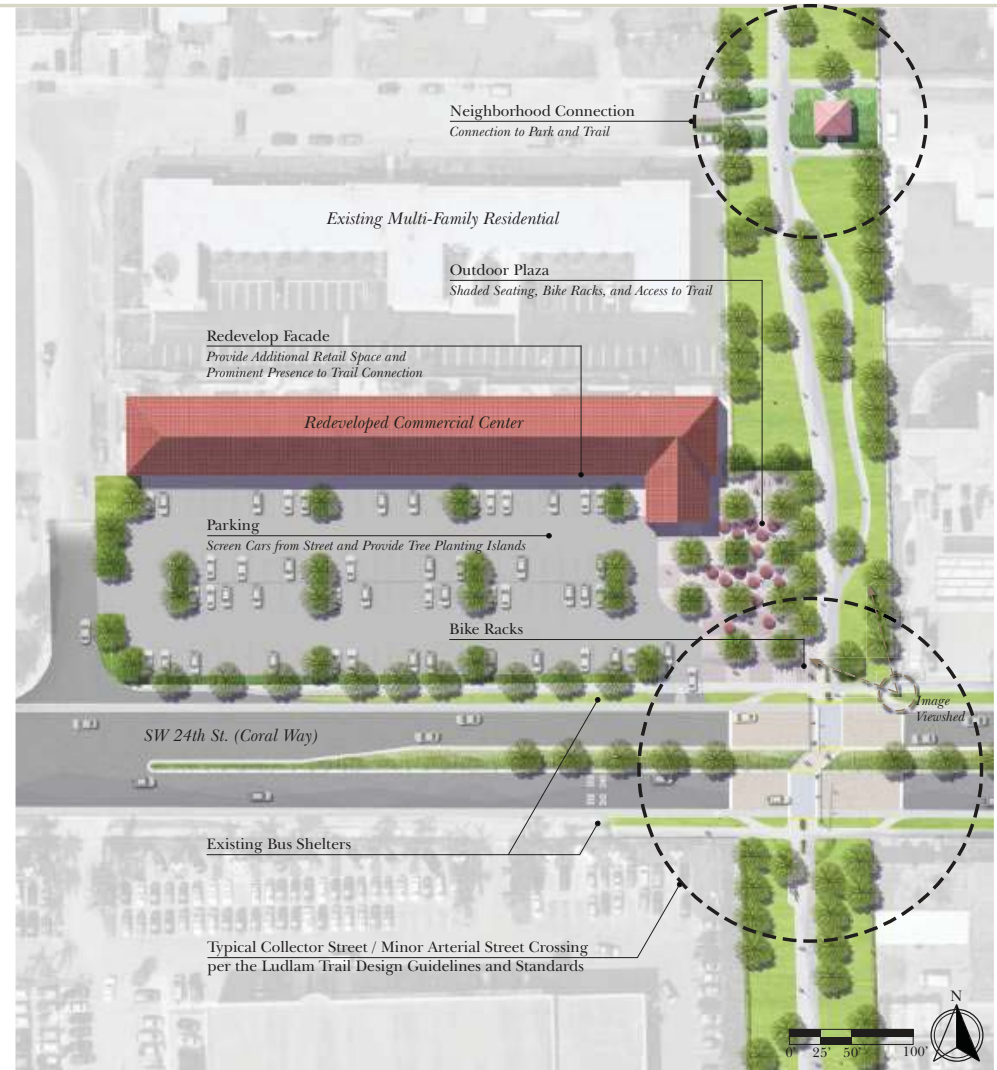 Neighborhood Connection
Connection to Park and Trail
Existing Multi-Family Residential
Outdoor Plaza
Shaded Seating, Bike Racks, and Access to Trail
Redevelop Facade
Provide Additional Retail Space and
Prominent Presence to Trail Connection
Redeveloped Commercial Center
Parking
Screen Cars from Street and Provide Tree Planting Islands
Bike Racks
Image
Viewshed
SW 24th St. (Coral Way)
Existing Bus Shelters
Typical Collector Street / Minor Arterial Street Crossing
per the Ludlam Trail Design Guidelines and Standards
N
0' 25' 50' 100'